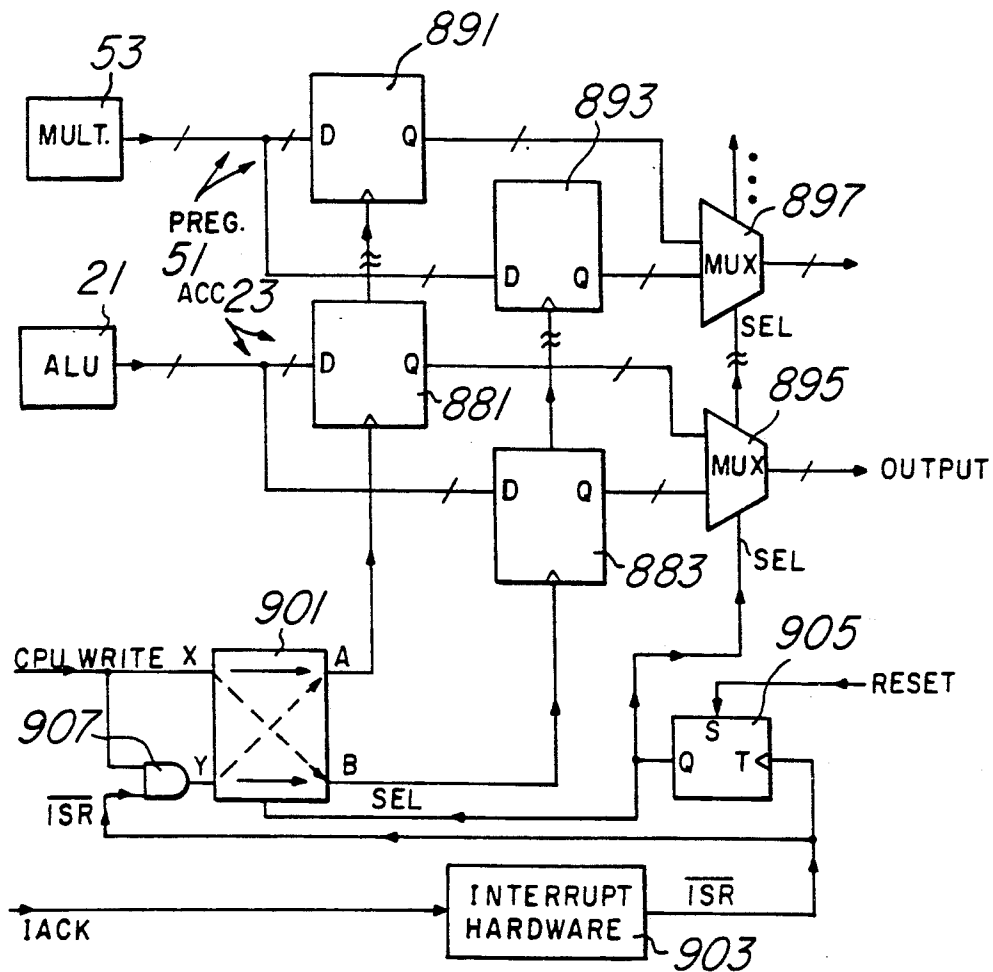 891
53
MULT.
D
Q
893
897
PREG.
51
D
Q
MUX
21
ACC 23
SEL
ALU
D
Q
881
895
MUX
OUTPUT
D
Q
883
SEL
901
905
CPU WRITE X
A
RESET
907
S
Y
B
Q
T
SEL
ISR
INTERRUPT
HARDWARE
ISR
IACK
903